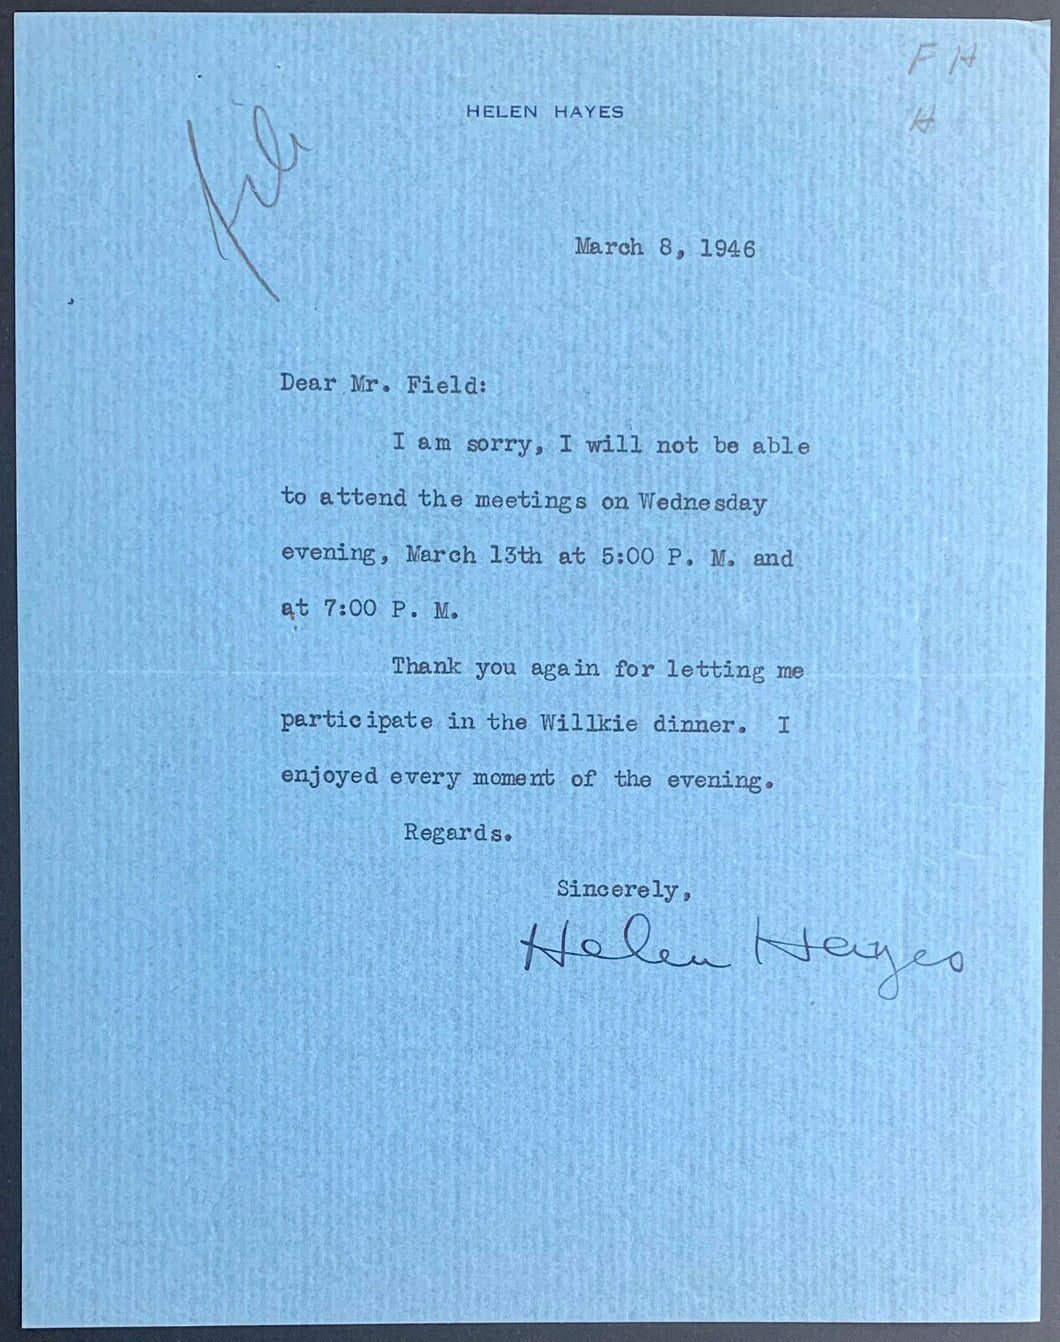 F H
H
HELEN HAYES
file
March 8, 1946
Dear Mr. Field:
I am sorry, I will not be able
to attend the meetings on Wednesday
evening, March 13th at 5:00 P. M. and
at 7:00 P. M.
Thank you again for letting me
participate in the Willkie dinner. I
enjoyed every moment of the evening.
Regards.
Sincerely,
Helen Hayes